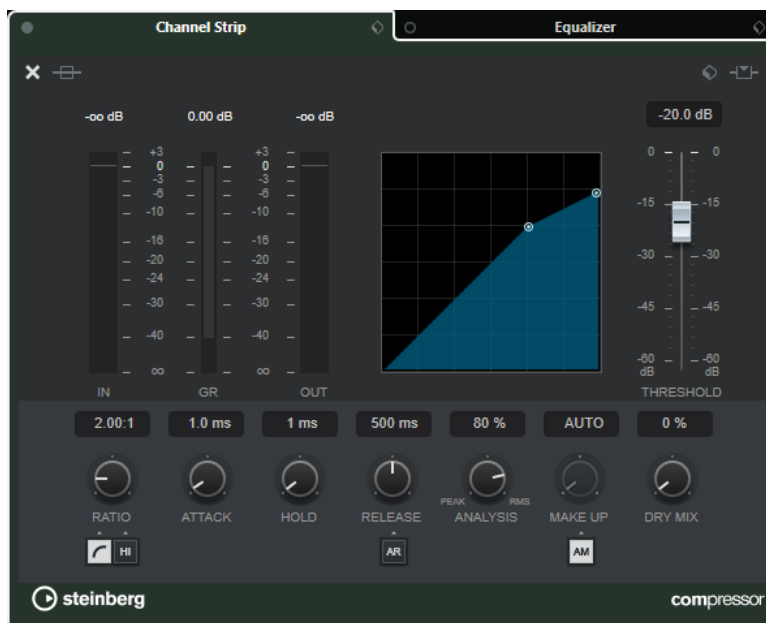 Channel Strip
Equalizer
-oo dB 0.00 dB -oo dB -20.0 dB
+3 +3 0 0
0 0
-3 -3
-6 -6 -15 -15
-10 -10
-16 -16 -30 -30
-20 -20
-24 -24
-30 -30 -45 -45
-40 -40
∞ ∞ -60 -60
dB dB
IN GR OUT THRESHOLD
2.00:1 1.0 ms 1 ms 500 ms 80 % AUTO 0 %
PEAK RMS
RATIO ATTACK HOLD RELEASE ANALYSIS MAKE UP DRY MIX
HI AR AM
steinberg compressor